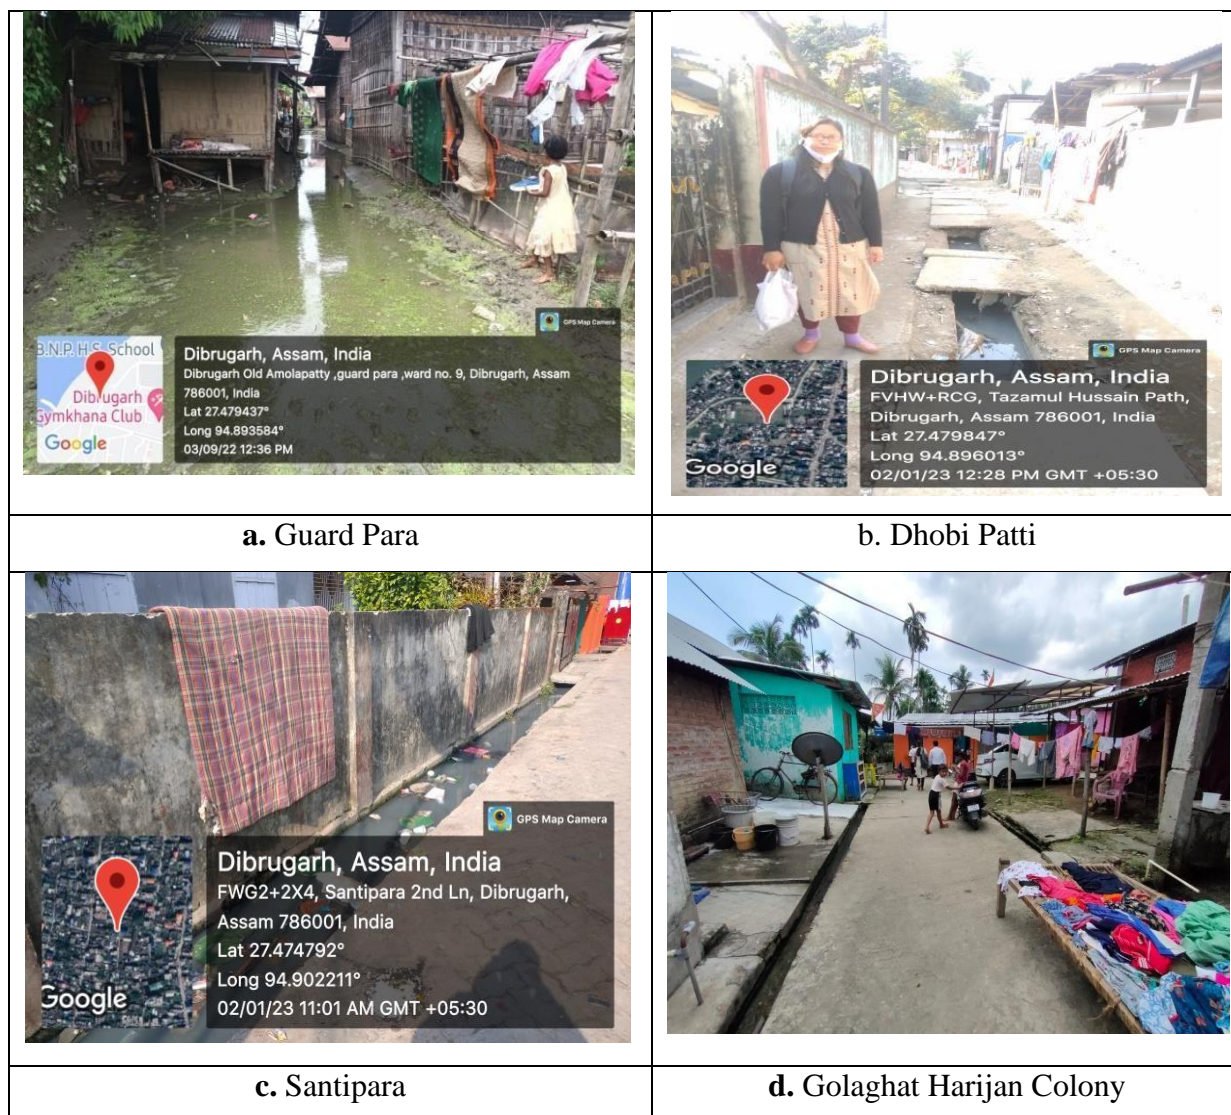 B.N.P. H.S. School
Dibrugarh
Gymkhana Club
Google
GPS Map Camera
Dibrugarh, Assam, India
Dibrugarh Old Amolapatty ,guard para ,ward no. 9, Dibrugarh, Assam
786001, India
Lat 27.479437°
Long 94.893584°
03/09/22 12:36 PM
GPS Map Camera
Google
Dibrugarh, Assam, India
FVHW+RCG, Tazamul Hussain Path,
Dibrugarh, Assam 786001, India
Lat 27.479847°
Long 94.896013°
02/01/23 12:28 PM GMT +05:30
a. Guard Para
b. Dhobi Patti
GPS Map Camera
Google
Dibrugarh, Assam, India
FWG2+2X4, Santipara 2nd Ln, Dibrugarh,
Assam 786001, India
Lat 27.474792°
Long 94.902211°
02/01/23 11:01 AM GMT +05:30
c. Santipara
d. Golaghat Harijan Colony